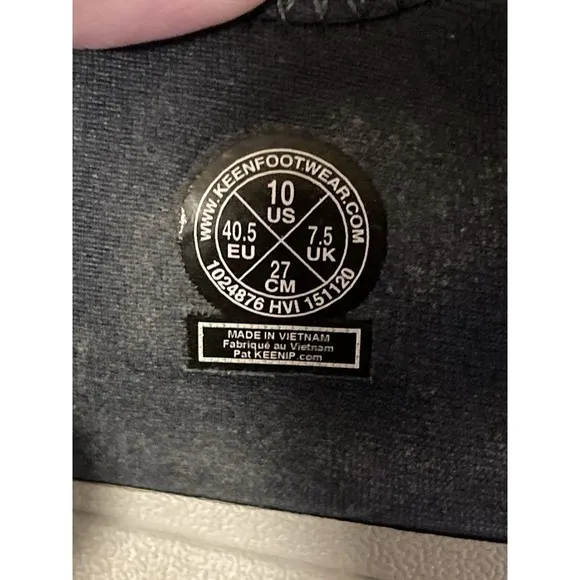 WWW.KEENFOOTWEAR.COM
10
US
40.5
EU
7.5
UK
27
CM
1024876 HVI 151120
MADE IN VIETNAM
Fabriqué au Vietnam
Pat KEENIP.com